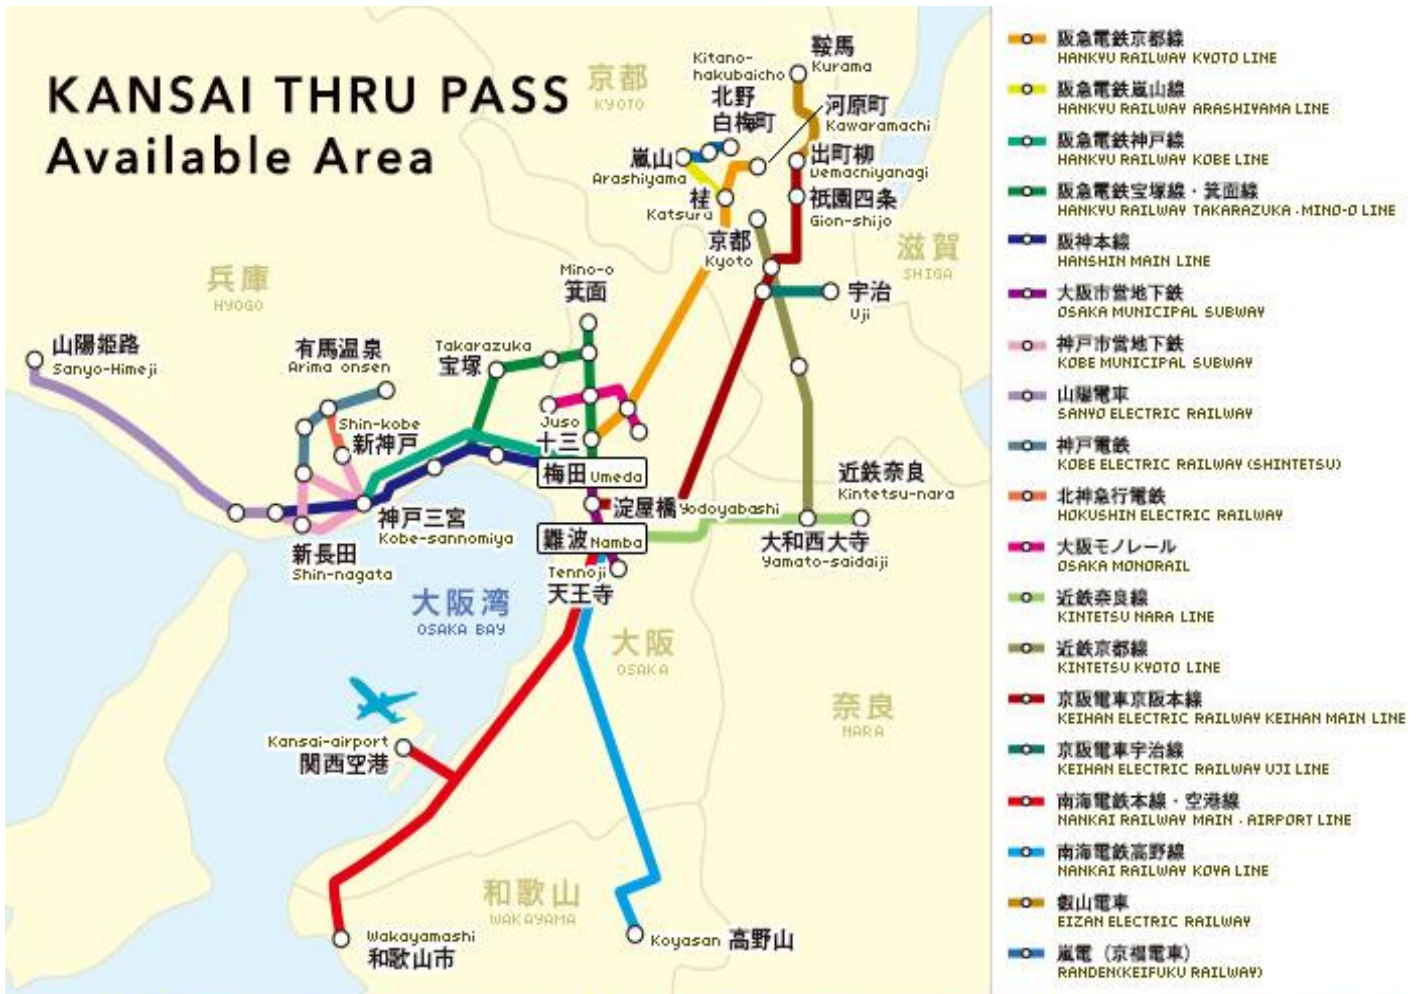 KANSAI THRU PASS
Available Area
京都
KYOTO
Kitano-
hakubaicho
北野
白梅町
鞍馬
Kurama
河原町
Kawaramachi
嵐山
Arashiyama
出町柳
Demachiyanagi
桂
Katsura
祇園四条
Gion-shijo
京都
Kyoto
滋賀
SHIGA
兵庫
HYOGO
Mino-o
箕面
宇治
Uji
山陽姫路
Sanyo-Himeji
有馬温泉
Arima onsen
Takarazuka
宝塚
Shin-kobe
新神戸
Juso
十三
梅田 Umeda
近鉄奈良
Kintetsu-nara
淀屋橋 Yodoyabashi
神戸三宮
Kobe-sannomiya
難波 Namba
大和西大寺
Yamato-saidaiji
新長田
Shin-nagata
Tennoji
天王寺
大阪湾
OSAKA BAY
大阪
OSAKA
奈良
NARA
Kansai-airport
関西空港
和歌山
WAKAYAMA
Wakayamashi
和歌山市
Koyasan 高野山
阪急電鉄京都線
HANKYU RAILWAY KYOTO LINE
阪急電鉄嵐山線
HANKYU RAILWAY ARASHIYAMA LINE
阪急電鉄神戸線
HANKYU RAILWAY KOBE LINE
阪急電鉄宝塚線・箕面線
HANKYU RAILWAY TAKARAZUKA・MINO-O LINE
阪神本線
HANSHIN MAIN LINE
大阪市営地下鉄
OSAKA MUNICIPAL SUBWAY
神戸市営地下鉄
KOBE MUNICIPAL SUBWAY
山陽電車
SANYO ELECTRIC RAILWAY
神戸電鉄
KOBE ELECTRIC RAILWAY (SHINTETSU)
北神急行電鉄
HOKUSHIN ELECTRIC RAILWAY
大阪モノレール
OSAKA MONORAIL
近鉄奈良線
KINTETSU NARA LINE
近鉄京都線
KINTETSU KYOTO LINE
京阪電車京阪本線
KEIHAN ELECTRIC RAILWAY KEIHAN MAIN LINE
京阪電車宇治線
KEIHAN ELECTRIC RAILWAY UJI LINE
南海電鉄本線・空港線
NANKAI RAILWAY MAIN・AIRPORT LINE
南海電鉄高野線
NANKAI RAILWAY KOYA LINE
叡山電車
EIZAN ELECTRIC RAILWAY
嵐電（京福電車）
RANDEN(KEIFUKU RAILWAY)